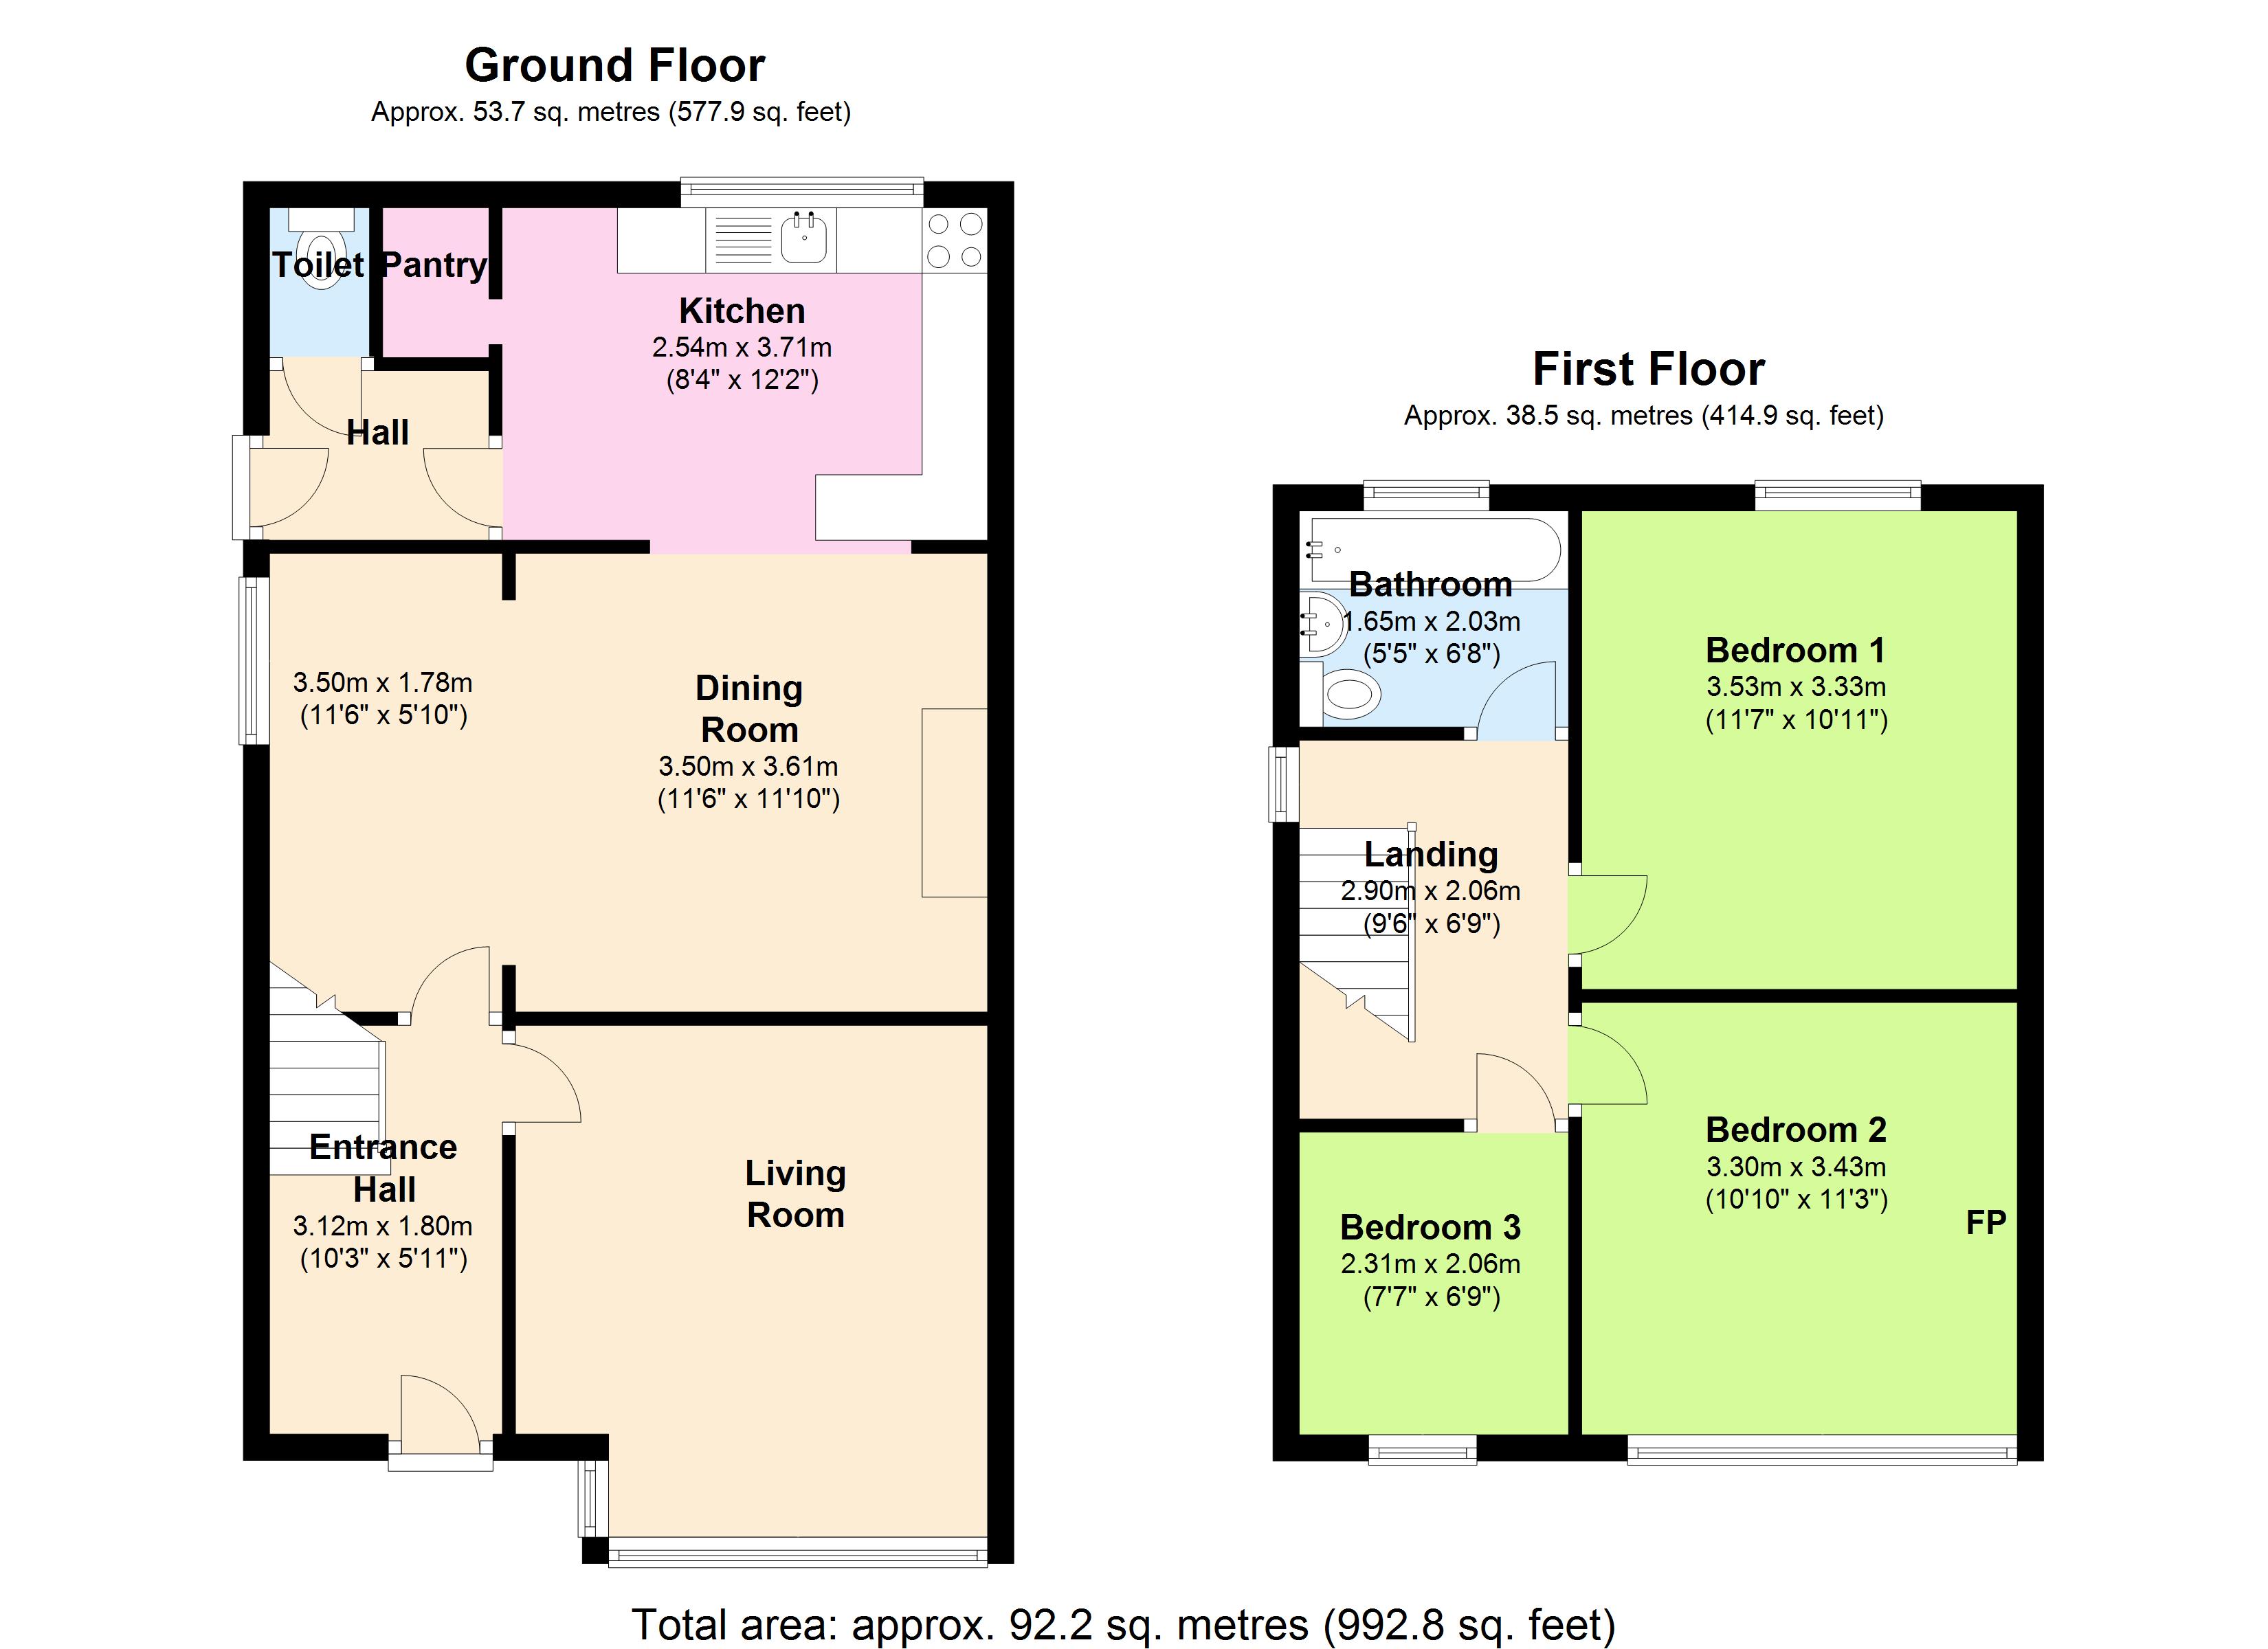 Ground Floor
Approx. 53.7 sq. metres (577.9 sq. feet)
Toilet
Pantry
Kitchen
2.54m x 3.71m
(8'4" x 12'2")
Hall
3.50m x 1.78m
(11'6" x 5'10")
Dining
Room
3.50m x 3.61m
(11'6" x 11'10")
Entrance
Hall
3.12m x 1.80m
(10'3" x 5'11")
Living
Room
First Floor
Approx. 38.5 sq. metres (414.9 sq. feet)
Bathroom
1.65m x 2.03m
(5'5" x 6'8")
Bedroom 1
3.53m x 3.33m
(11'7" x 10'11")
Landing
2.90m x 2.06m
(9'6" x 6'9")
Bedroom 2
3.30m x 3.43m
(10'10" x 11'3")
FP
Bedroom 3
2.31m x 2.06m
(7'7" x 6'9")
Total area: approx. 92.2 sq. metres (992.8 sq. feet)